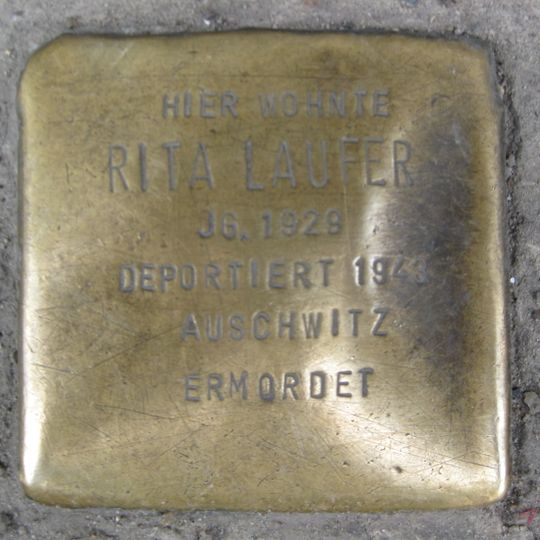 HIER WOHNTE
RITA LAUFER
JG. 1929
DEPORTIERT 1943
AUSCHWITZ
ERMORDET